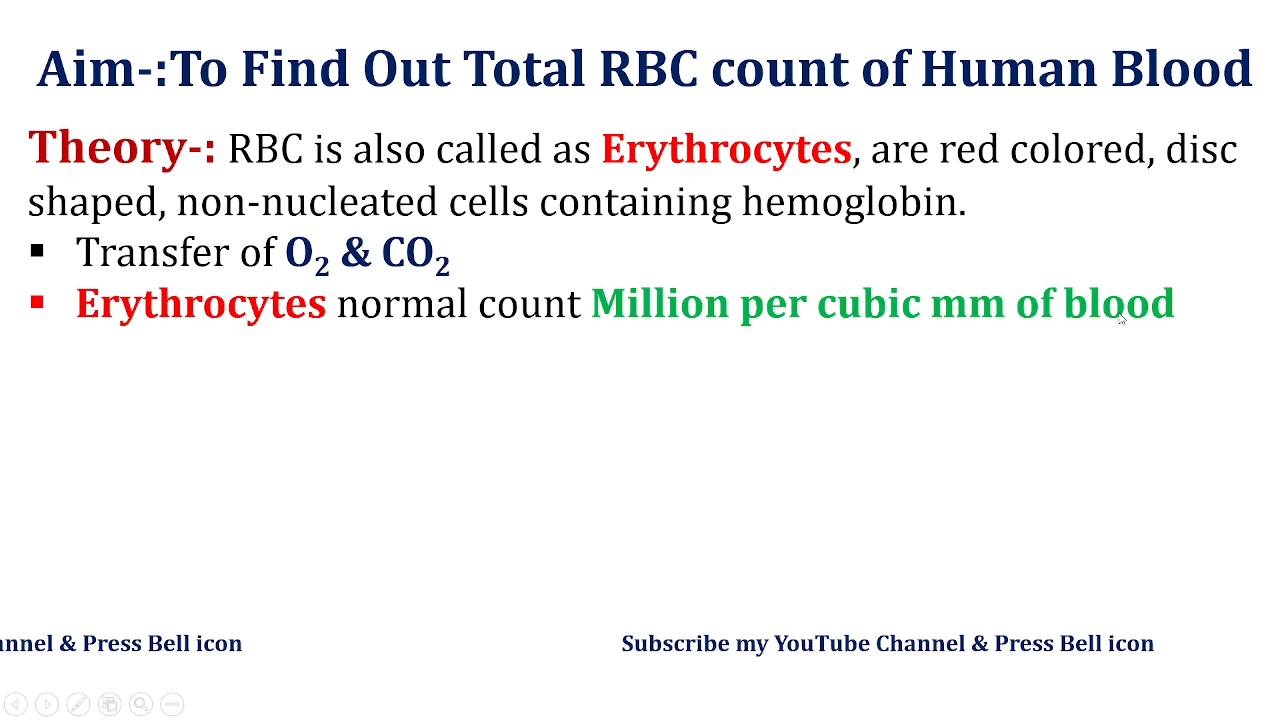 Aim-:To Find Out Total RBC count of Human Blood
Theory-: RBC is also called as Erythrocytes, are red colored, disc
shaped, non-nucleated cells containing hemoglobin.
▪ Transfer of O₂ & CO₂
▪ Erythrocytes normal count Million per cubic mm of blood
annel & Press Bell icon
Subscribe my YouTube Channel & Press Bell icon